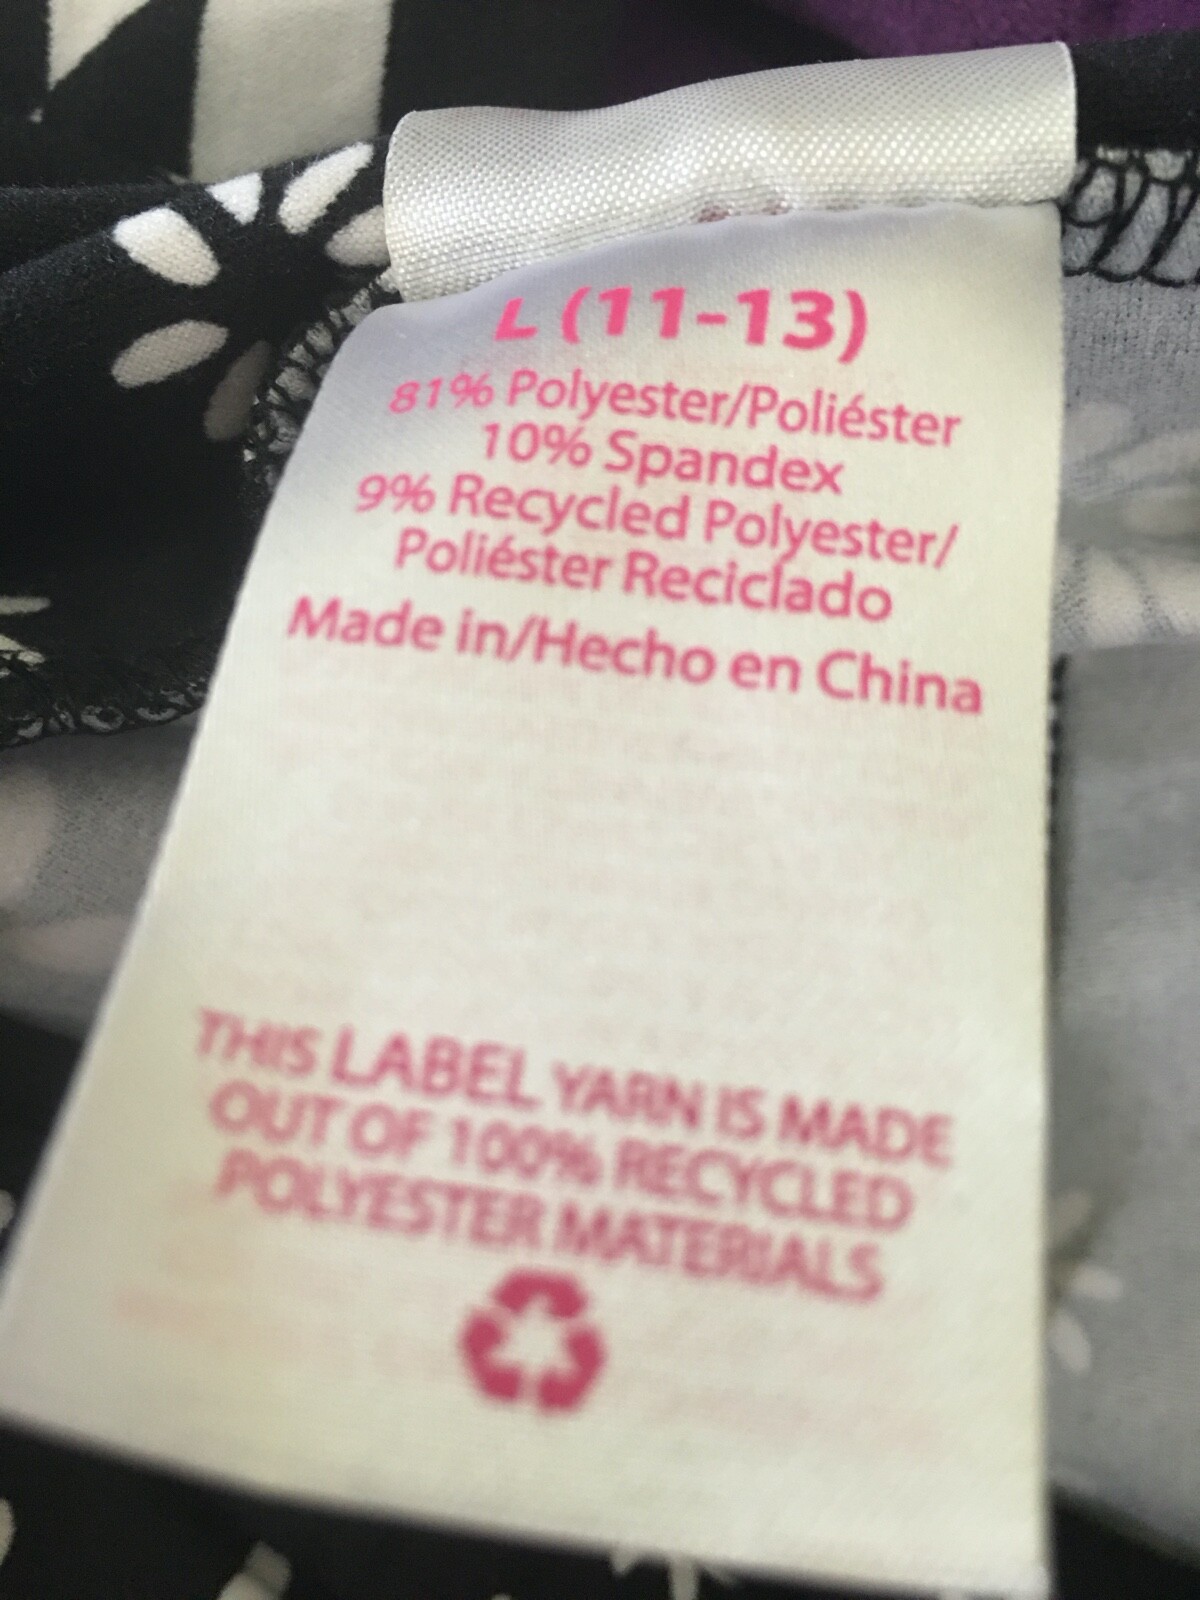 L (11-13)
81% Polyester/Poliéster
10% Spandex
9% Recycled Polyester/
Poliéster Reciclado
Made in/Hecho en China
THIS LABEL YARN IS MADE
OUT OF 100% RECYCLED
POLYESTER MATERIALS